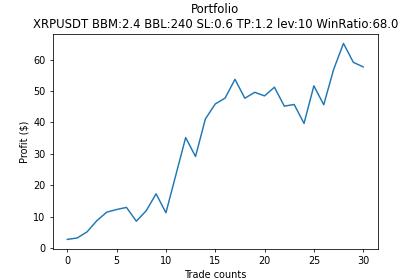 Portfolio
XRPUSDT BBM:2.4 BBL:240 SL:0.6 TP:1.2 lev:10 WinRatio:68.0
Profit ($)
60
50
40
30
20
10
0
0 5 10 15 20 25 30
Trade counts